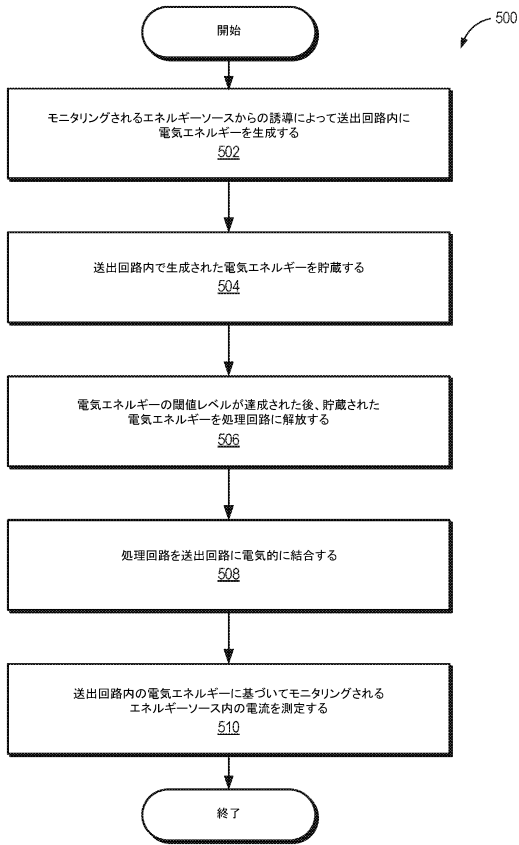 500
開始
モニタリングされるエネルギーソースからの誘導によって送出回路内に
電気エネルギーを生成する
502
送出回路内で生成された電気エネルギーを貯蔵する
504
電気エネルギーの閾値レベルが達成された後、貯蔵された
電気エネルギーを処理回路に解放する
506
処理回路を送出回路に電気的に結合する
508
送出回路内の電気エネルギーに基づいてモニタリングされる
エネルギーソース内の電流を測定する
510
終了